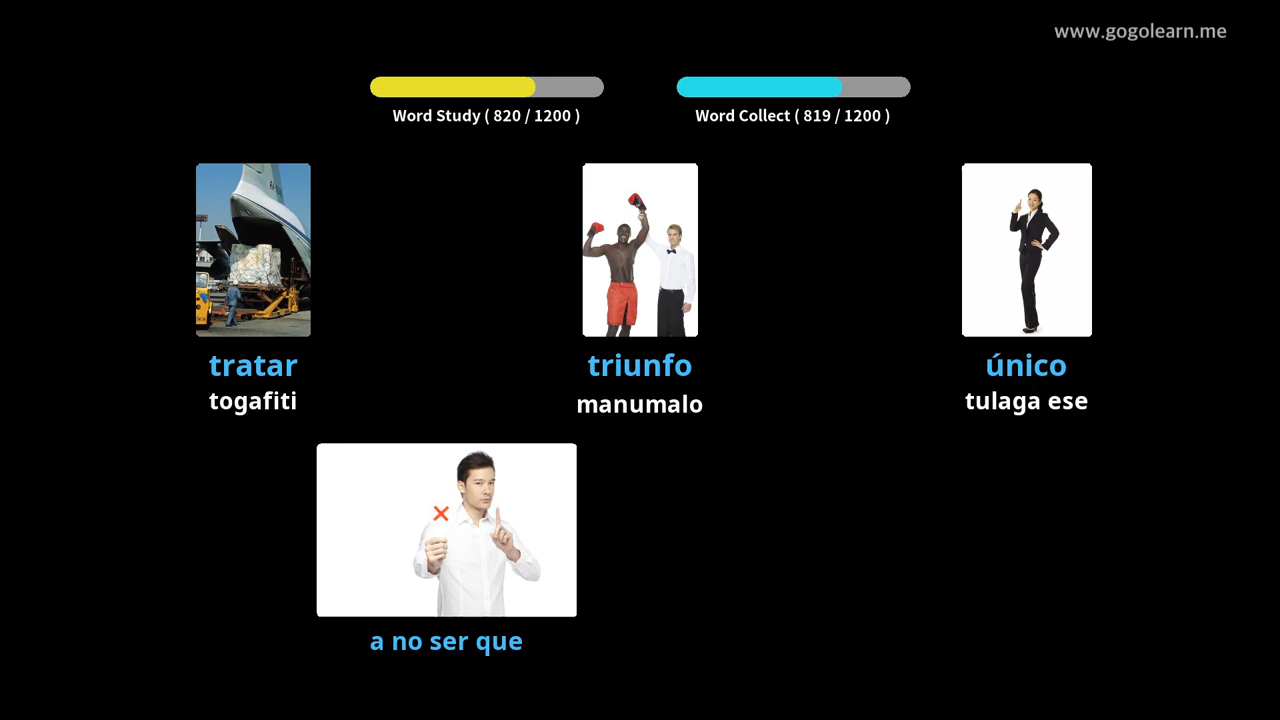 www.gogolearn.me
Word Study ( 820 / 1200 )
Word Collect ( 819 / 1200 )
tratar
togafiti
triunfo
manumalo
único
tulaga ese
a no ser que